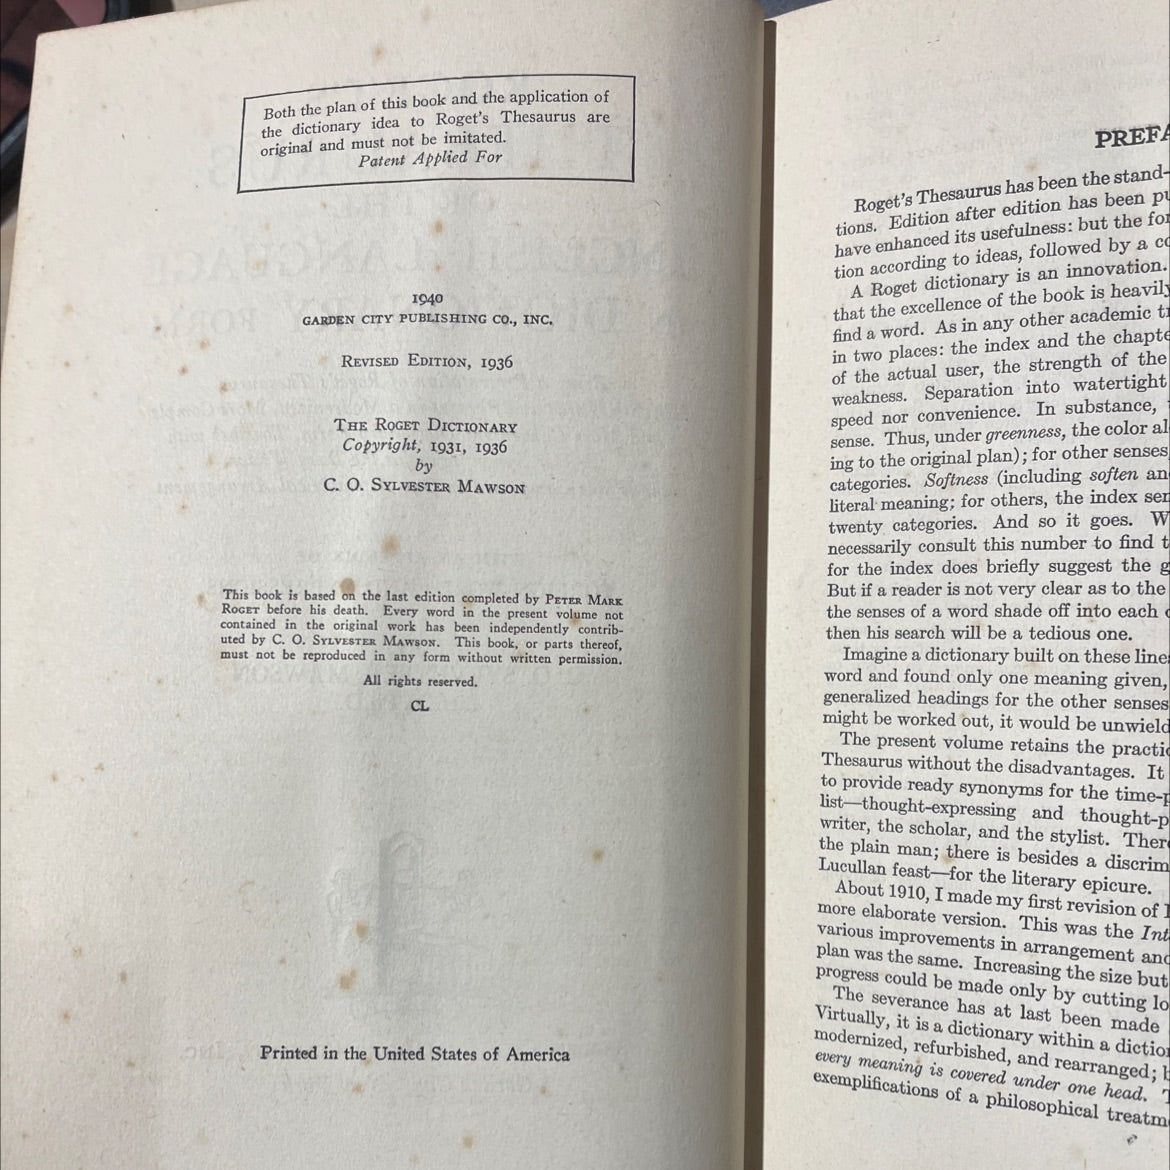 Both the plan of this book and the application of
the dictionary idea to Roget's Thesaurus are
original and must not be imitated.
Patent Applied For
1940
GARDEN CITY PUBLISHING CO., INC.
REVISED EDITION, 1936
THE ROGET DICTIONARY
Copyright, 1931, 1936
by
C. O. SYLVESTER MAWSON
This book is based on the last edition completed by PETER MARK
ROGET before his death. Every word in the present volume not
contained in the original work has been independently contrib-
uted by C. O. SYLVESTER MAWSON. This book, or parts thereof,
must not be reproduced in any form without written permission.
All rights reserved.
CL
Printed in the United States of America
PREFA
Roget's Thesaurus has been the stand-
tions. Edition after edition has been pu
have enhanced its usefulness: but the for
tion according to ideas, followed by a co
A Roget dictionary is an innovation.
that the excellence of the book is heavily
find a word. As in any other academic tr
in two places: the index and the chapte
of the actual user, the strength of the
weakness. Separation into watertight
speed nor convenience. In substance,
sense. Thus, under greenness, the color al
ing to the original plan); for other senses,
categories. Softness (including soften an
literal meaning; for others, the index sen
twenty categories. And so it goes. W
necessarily consult this number to find t
for the index does briefly suggest the g
But if a reader is not very clear as to the
the senses of a word shade off into each o
then his search will be a tedious one.
Imagine a dictionary built on these line
word and found only one meaning given,
generalized headings for the other senses
might be worked out, it would be unwield
The present volume retains the practic
Thesaurus without the disadvantages. It
to provide ready synonyms for the time-p
list—thought-expressing and thought-p
writer, the scholar, and the stylist. Ther
the plain man; there is besides a discrim
Lucullan feast—for the literary epicure.
About 1910, I made my first revision of
more elaborate version. This was the Int
various improvements in arrangement and
plan was the same. Increasing the size but
progress could be made only by cutting lo
The severance has at last been made
Virtually, it is a dictionary within a diction
modernized, refurbished, and rearranged; b
every meaning is covered under one head. T
exemplifications of a philosophical treatm